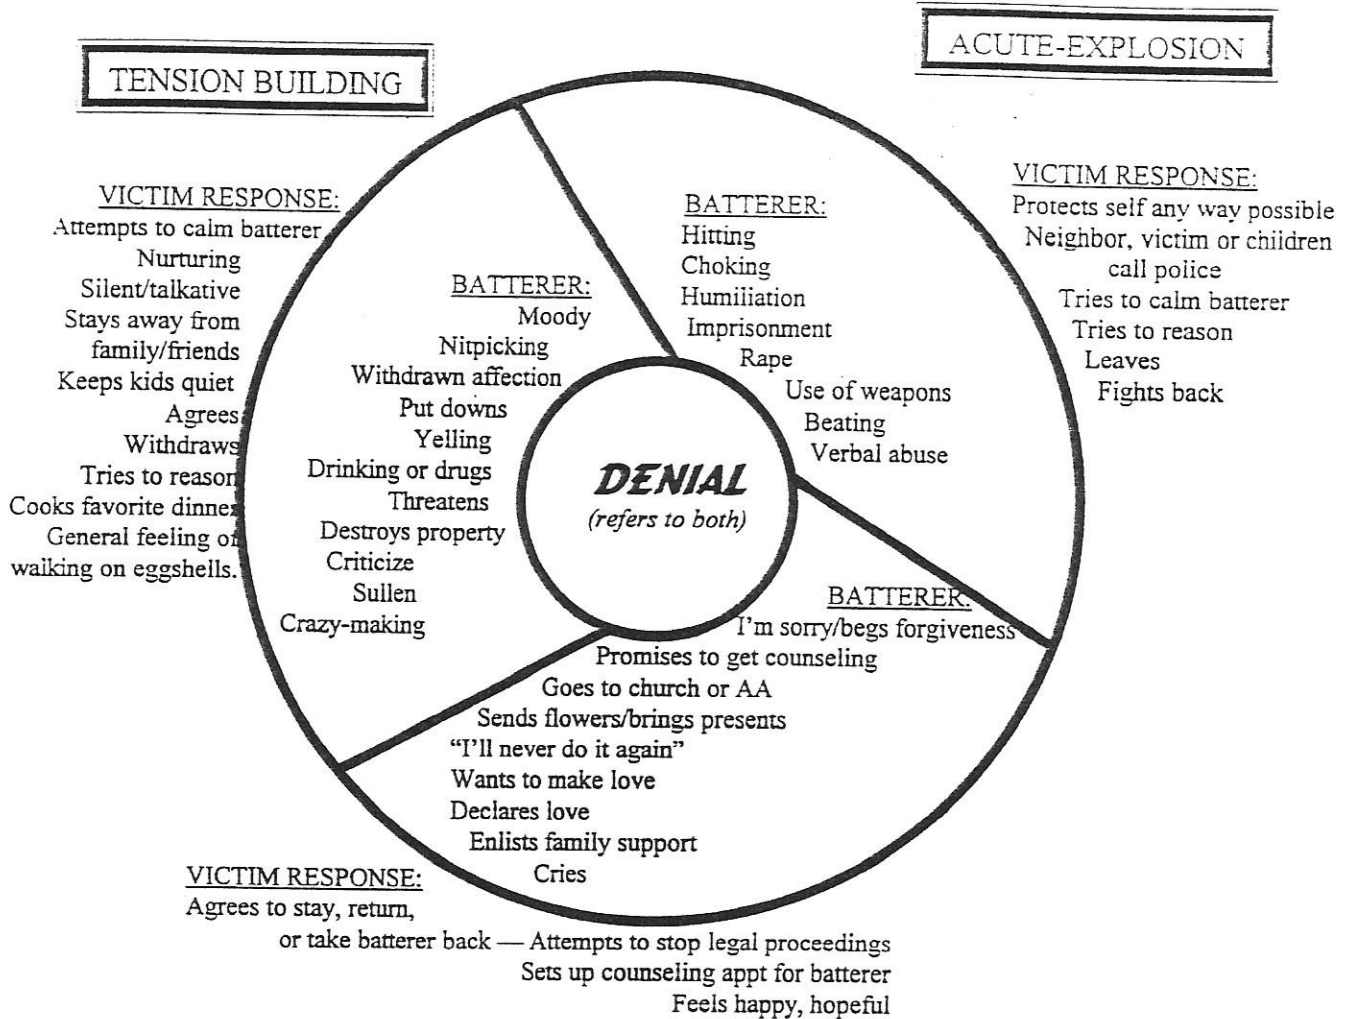 TENSION BUILDING
VICTIM RESPONSE:
Attempts to calm batterer
Nurturing
Silent/talkative
Stays away from
family/friends
Keeps kids quiet
Agrees
Withdraws
Tries to reason
Cooks favorite dinner
General feeling of
walking on eggshells.
BATTERER:
Moody
Nitpicking
Withdrawn affection
Put downs
Yelling
Drinking or drugs
Threatens
Destroys property
Criticize
Sullen
Crazy-making
ACUTE-EXPLOSION
BATTERER:
Hitting
Choking
Humiliation
Imprisonment
Rape
Use of weapons
Beating
Verbal abuse
VICTIM RESPONSE:
Protects self any way possible
Neighbor, victim or children
call police
Tries to calm batterer
Tries to reason
Leaves
Fights back
DENIAL
(refers to both)
BATTERER:
I'm sorry/begs forgiveness
Promises to get counseling
Goes to church or AA
Sends flowers/brings presents
“I'll never do it again”
Wants to make love
Declares love
Enlists family support
Cries
VICTIM RESPONSE:
Agrees to stay, return,
or take batterer back — Attempts to stop legal proceedings
Sets up counseling appt for batterer
Feels happy, hopeful